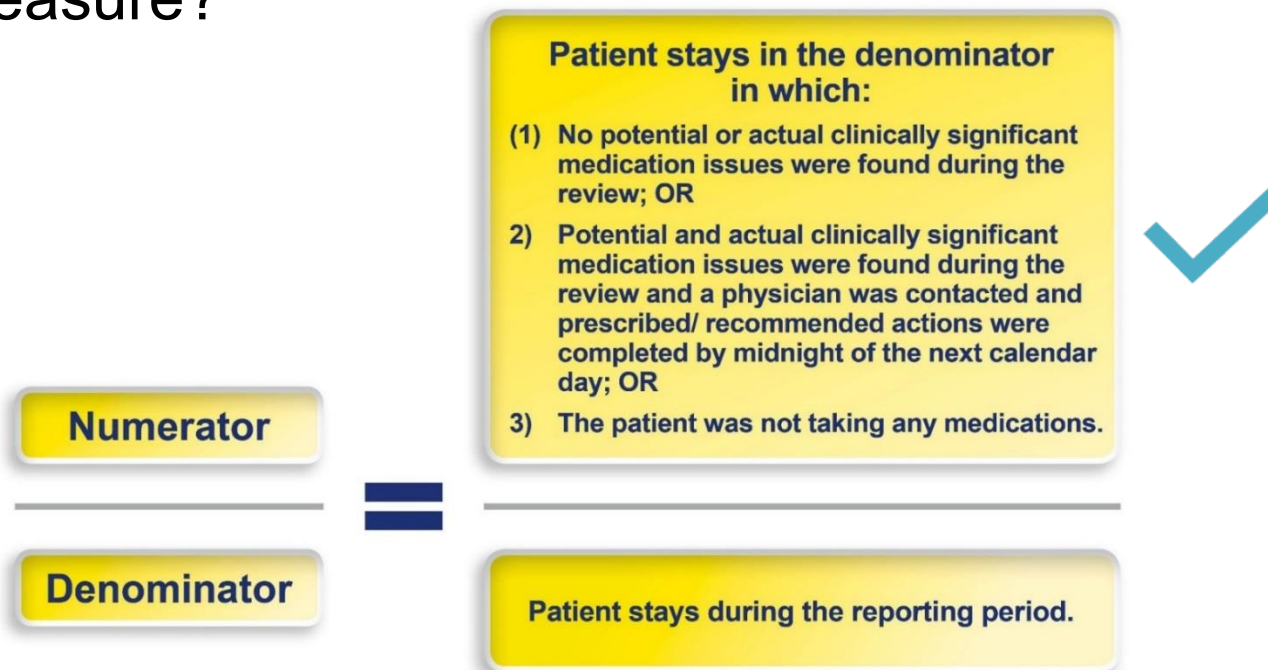 easure?
Patient stays in the denominator
in which:
(1) No potential or actual clinically significant
medication issues were found during the
review; OR
2) Potential and actual clinically significant
medication issues were found during the
review and a physician was contacted and
prescribed/ recommended actions were
completed by midnight of the next calendar
day; OR
3) The patient was not taking any medications.
Numerator
=
Denominator
Patient stays during the reporting period.